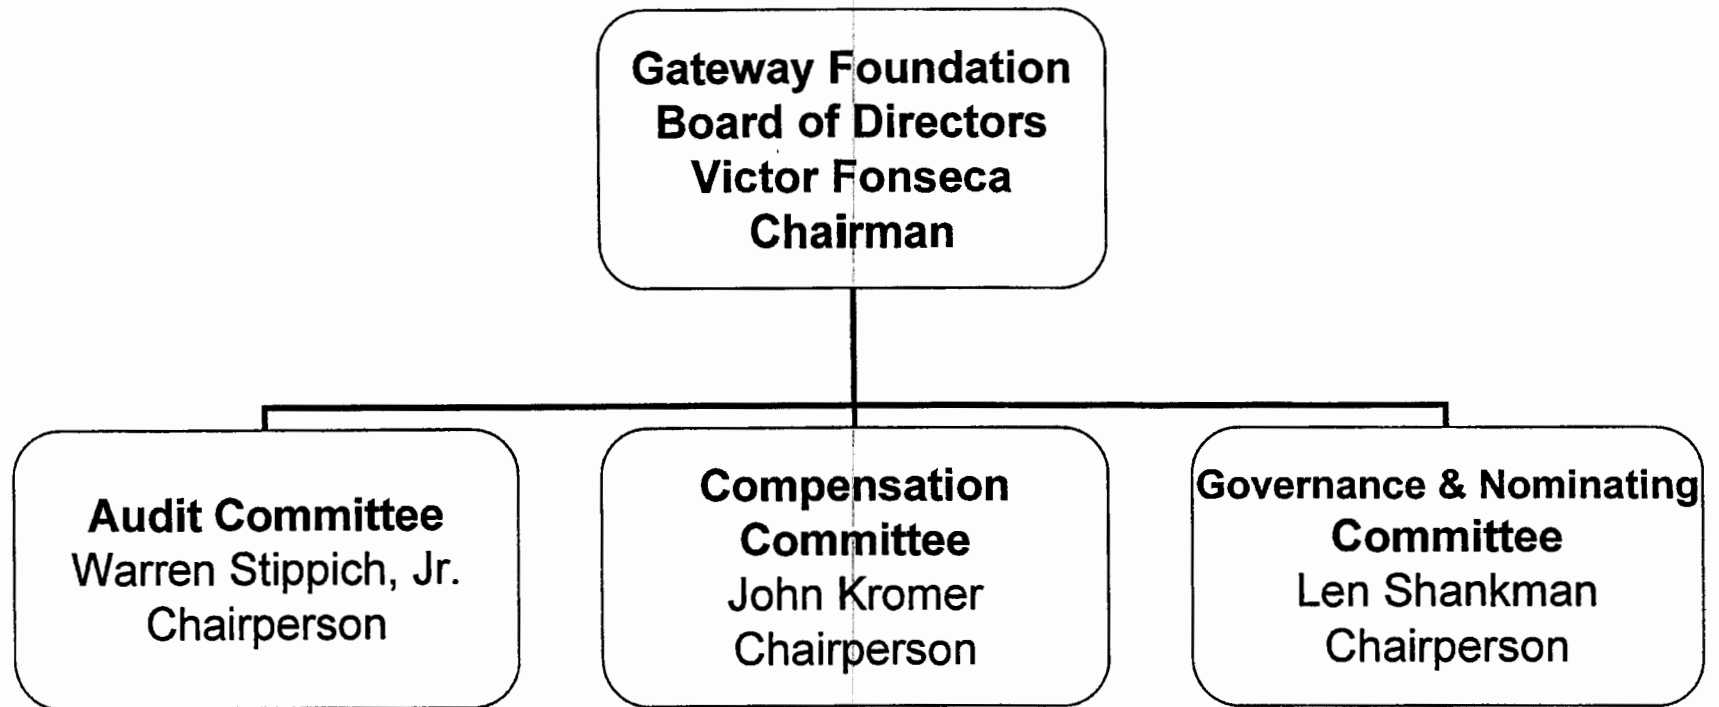 Gateway Foundation
Board of Directors
Victor Fonseca
Chairman
Audit Committee
Warren Stippich, Jr.
Chairperson
Compensation
Committee
John Kromer
Chairperson
Governance & Nominating
Committee
Len Shankman
Chairperson